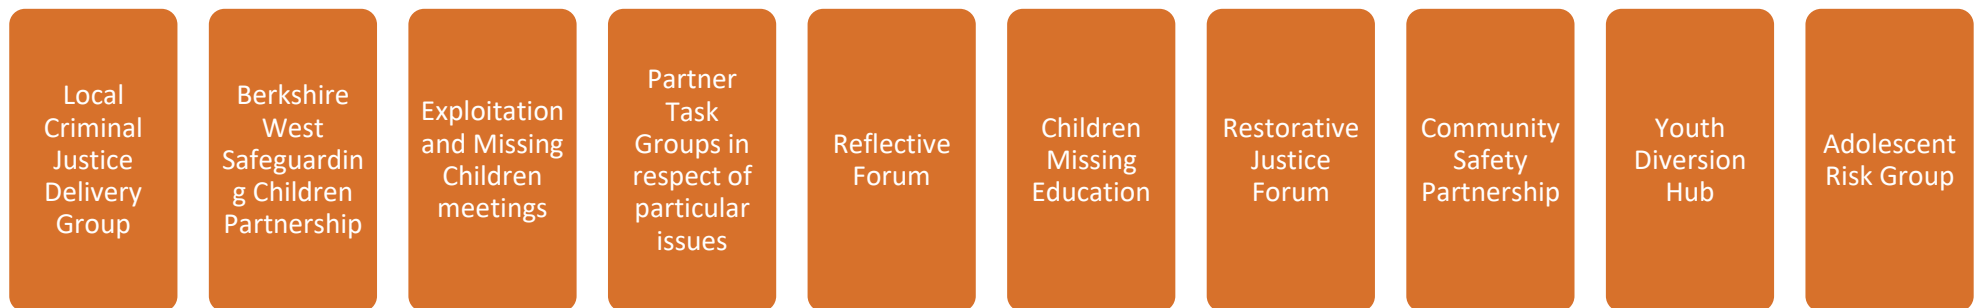 Local
Criminal
Justice
Delivery
Group
Berkshire
West
Safeguardin
g Children
Partnership
Exploitation
and Missing
Children
meetings
Partner
Task
Groups in
respect of
particular
issues
Reflective
Forum
Children
Missing
Education
Restorative
Justice
Forum
Community
Safety
Partnership
Youth
Diversion
Hub
Adolescent
Risk Group